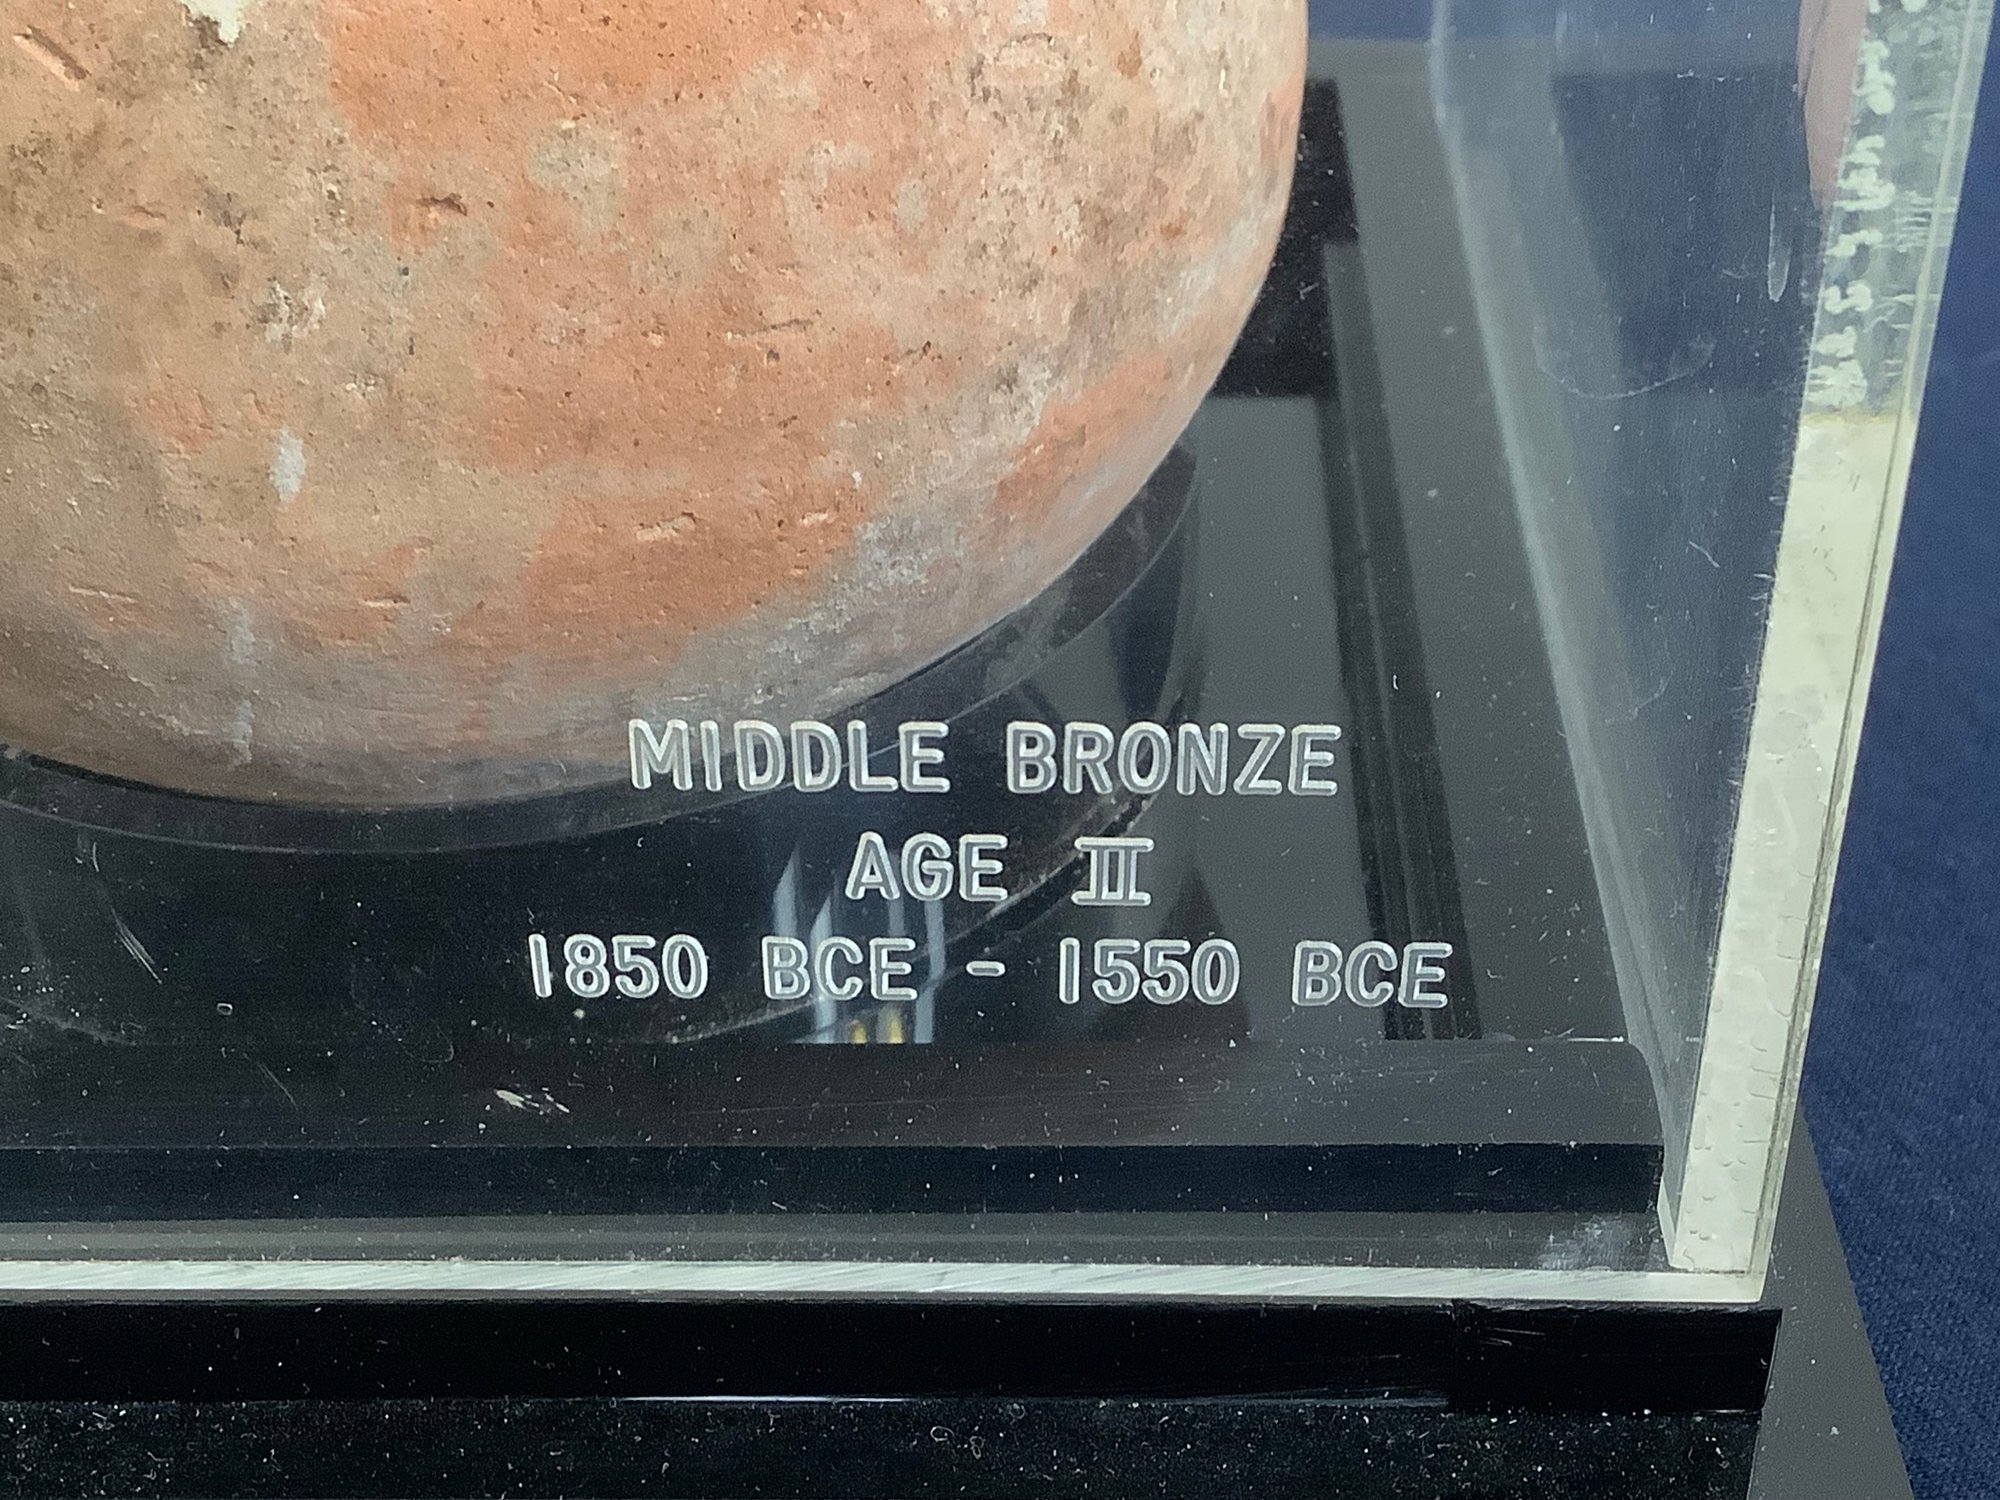 MIDDLE BRONZE
AGE II
1850 BCE - 1550 BCE